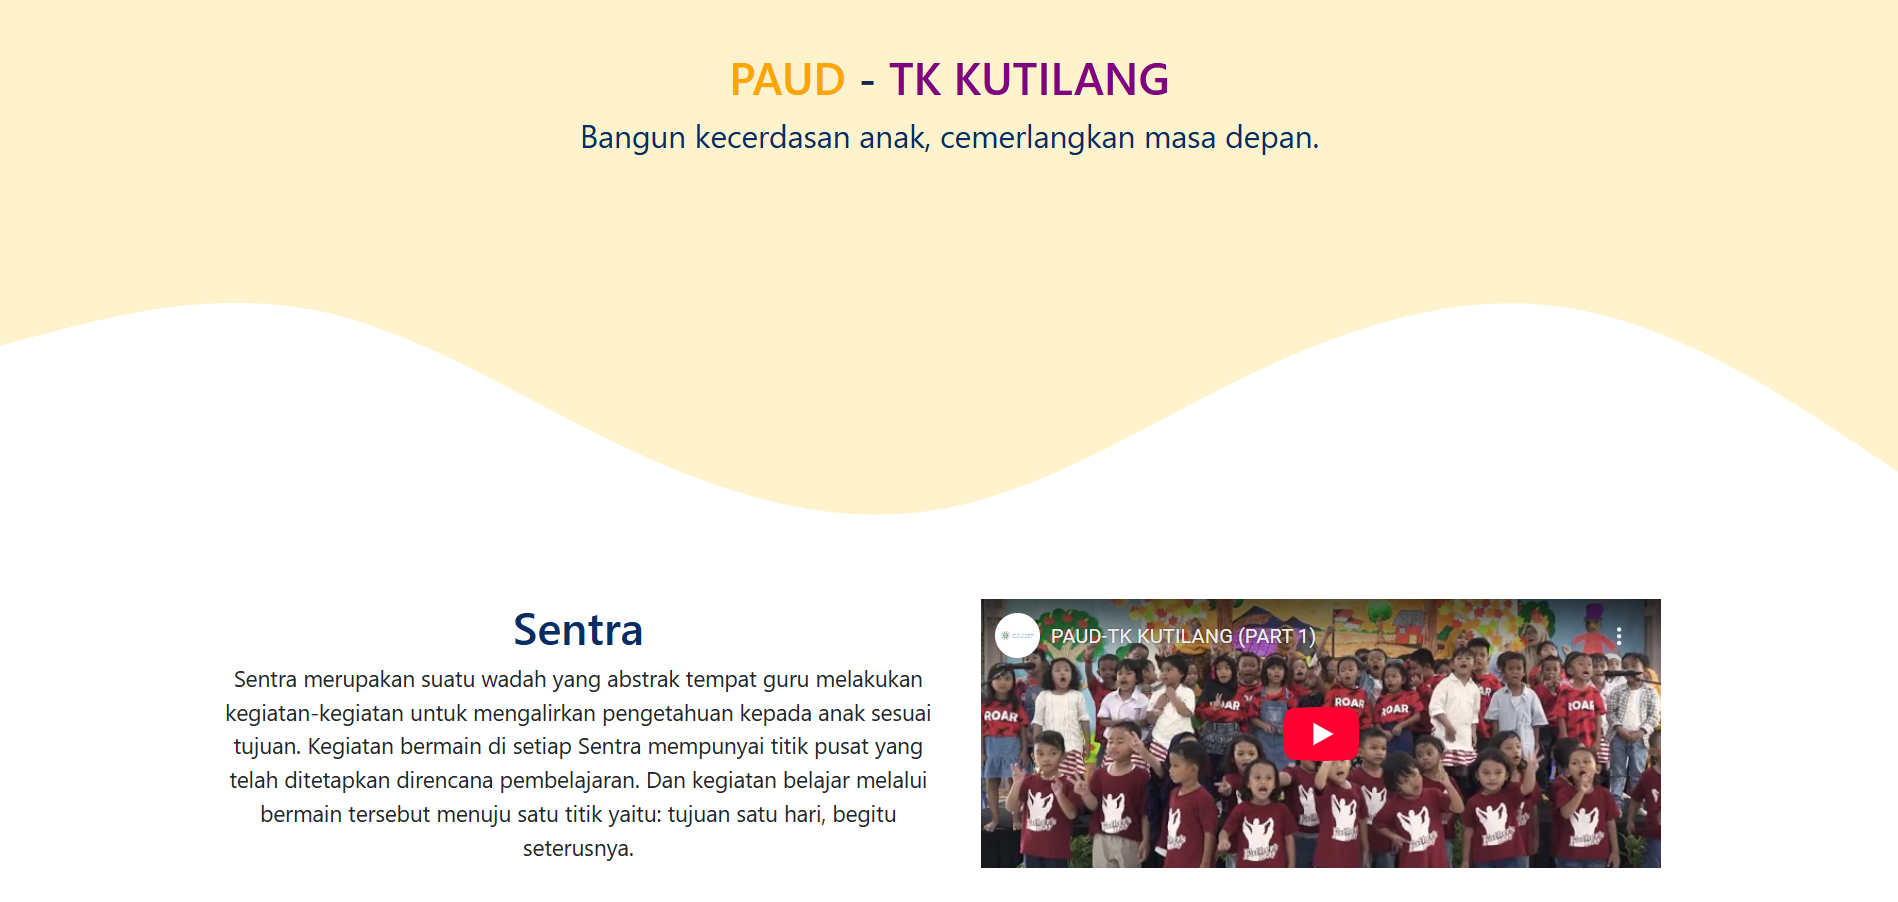 PAUD - TK KUTILANG
Bangun kecerdasan anak, cemerlangkan masa depan.
Sentra
Sentra merupakan suatu wadah yang abstrak tempat guru melakukan
kegiatan-kegiatan untuk mengalirkan pengetahuan kepada anak sesuai
tujuan. Kegiatan bermain di setiap Sentra mempunyai titik pusat yang
telah ditetapkan direncana pembelajaran. Dan kegiatan belajar melalui
bermain tersebut menuju satu titik yaitu: tujuan satu hari, begitu
seterusnya.
PAUD-TK KUTILANG (PART 1)
ROAR
ROAR
ROAR
ROAR